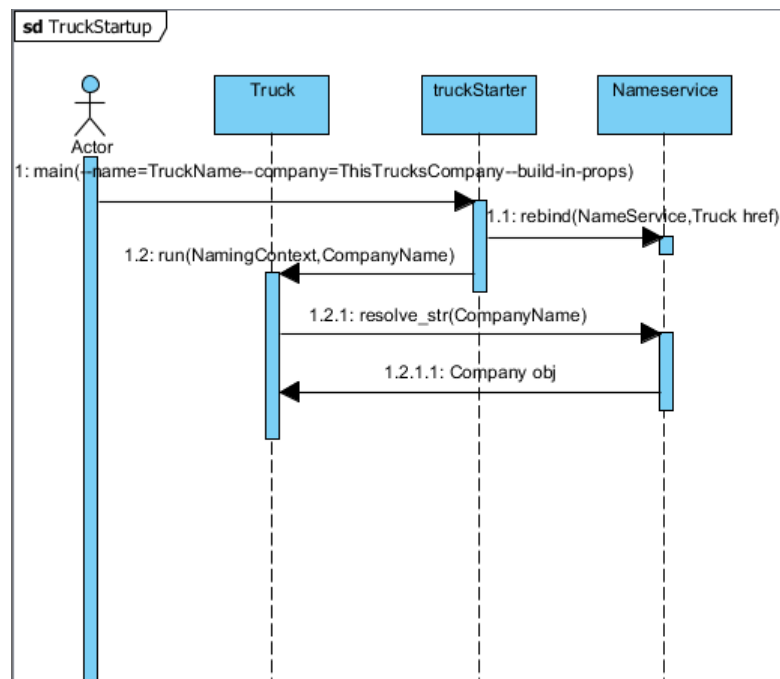 sd TruckStartup
Truck
truckStarter
Nameservice
Actor
1: main(--name=TruckName--company=ThisTrucksCompany--build-in-props)
1.1: rebind(NameService,Truck href)
1.2: run(NamingContext,CompanyName)
1.2.1: resolve_str(CompanyName)
1.2.1.1: Company obj